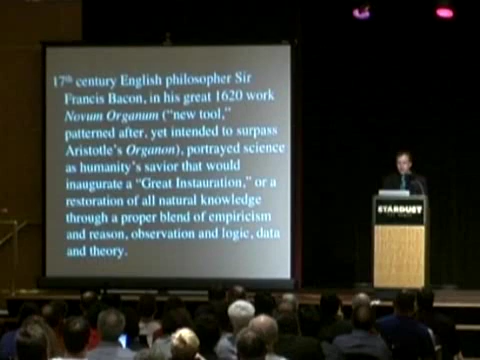 17th century English philosopher Sir
Francis Bacon, in his great 1620 work
Novum Organum (“new tool,”
patterned after, yet intended to surpass
Aristotle's Organon), portrayed science
as humanity's savior that would
inaugurate a “Great Instauration,” or a
restoration of all natural knowledge
through a proper blend of empiricism
and reason, observation and logic, data
and theory.
STARDUST